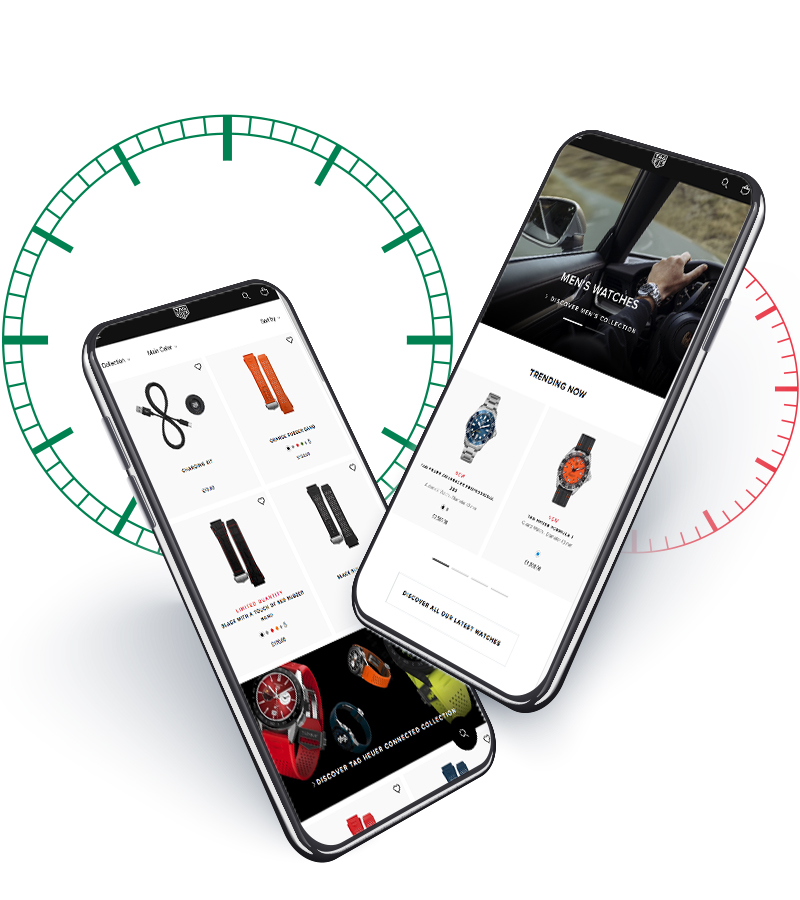 TAG
Collection
Main Color
Sort by
CHARGING KIT
ORANGE RUBBER BAND
LIMITED QUANTITY
BLACK WITH A TOUCH OF RED RUBBER
BAND
BLACK
DISCOVER TAG HEUER CONNECTED COLLECTION
TAG
MEN'S WATCHES
DISCOVER MEN'S COLLECTION
TRENDING NOW
NEW
TAG HEUER AQUARACER PROFESSIONAL
NEW
TAG HEUER FORMULA 1
DISCOVER ALL OUR LATEST WATCHES